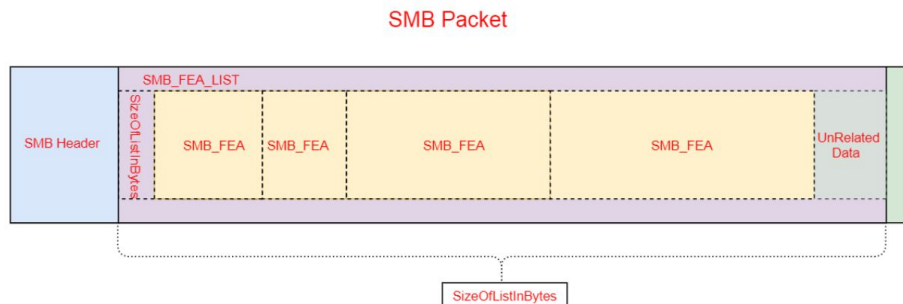 SMB Packet
SMB_FEA_LIST
SMB Header
SizeOfListInBytes
SMB_FEA
SMB_FEA
SMB_FEA
SMB_FEA
UnRelated
Data
SizeOfListInBytes